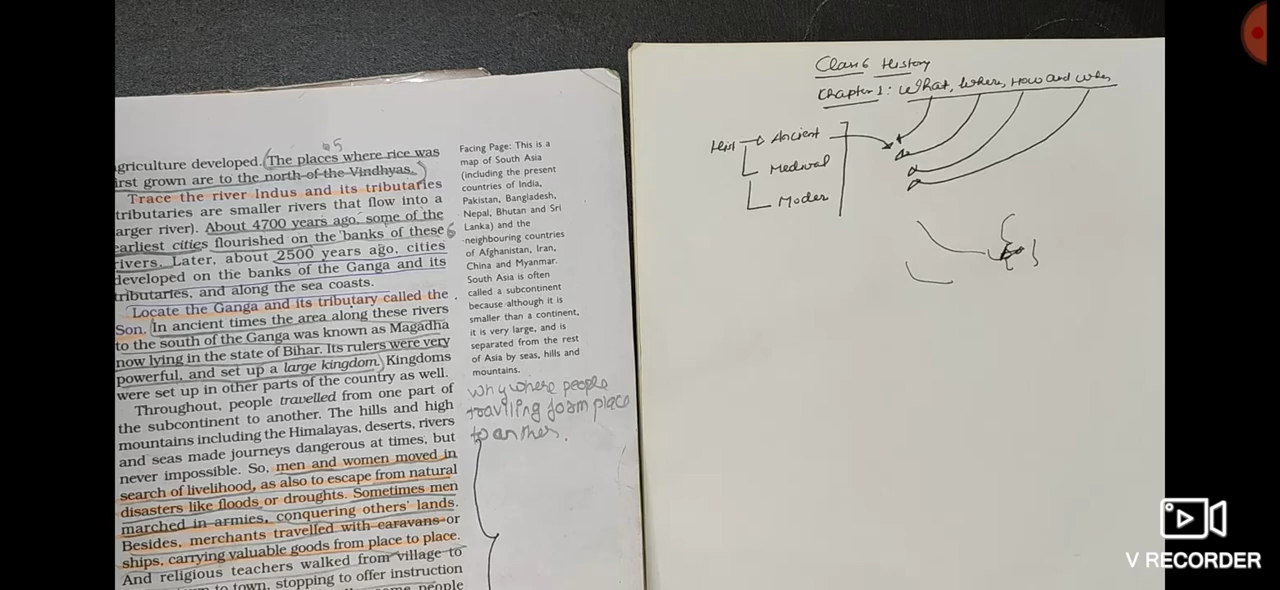 agriculture developed. (The places where rice was
first grown are to the north of the Vindhyas.)
Trace the river Indus and its tributaries
tributaries are smaller rivers that flow into a
larger river). About 4700 years ago, some of the
earliest cities flourished on the banks of these
rivers. Later, about 2500 years ago, cities
developed on the banks of the Ganga and its
tributaries, and along the sea coasts.
Locate the Ganga and its tributary called the
Son. In ancient times the area along these rivers
to the south of the Ganga was known as Magadha
now lying in the state of Bihar. Its rulers were very
powerful, and set up a large kingdom. Kingdoms
were set up in other parts of the country as well.
Throughout, people travelled from one part of
the subcontinent to another. The hills and high
mountains including the Himalayas, deserts, rivers
and seas made journeys dangerous at times, but
never impossible. So, men and women moved in
search of livelihood, as also to escape from natural
disasters like floods or droughts. Sometimes men
marched in armies, conquering others' lands.
Besides, merchants travelled with caravans or
ships, carrying valuable goods from place to place.
And religious teachers walked from village to
to town, stopping to offer instruction
some people
Facing Page: This is a
map of South Asia
(including the present
countries of India,
Pakistan, Bangladesh,
Nepal, Bhutan and Sri
Lanka) and the
neighbouring countries
of Afghanistan, Iran,
China and Myanmar.
South Asia is often
called a subcontinent
because although it is
smaller than a continent,
it is very large, and is
separated from the rest
of Asia by seas, hills and
mountains.
why where people
travlling foam place
to another.
Class 6 History
Chapter 1: What, Where, How and When
Hist Ancient
Medival
Moder
V RECORDER